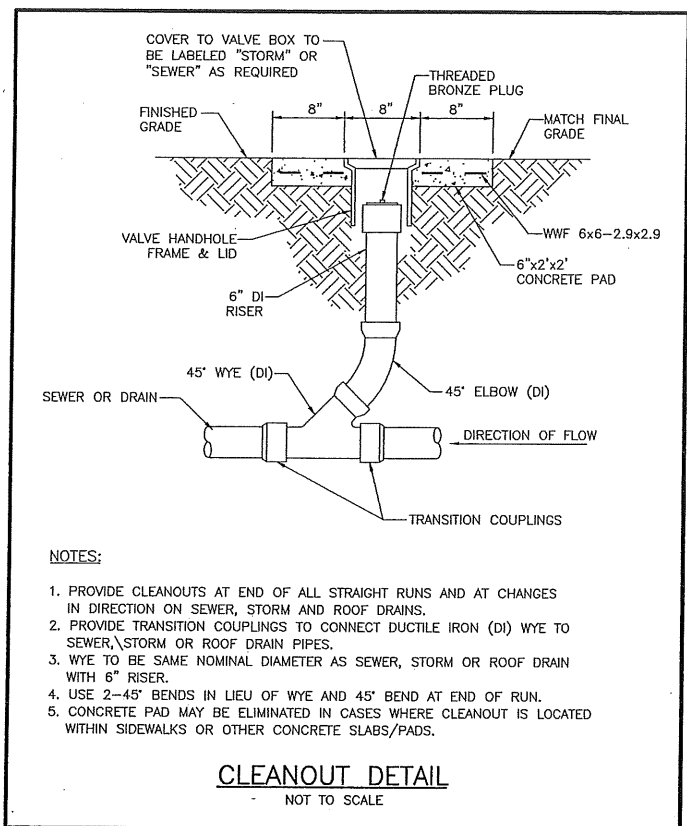 COVER TO VALVE BOX TO
BE LABELED "STORM" OR
"SEWER" AS REQUIRED
THREADED
BRONZE PLUG
FINISHED
GRADE
8"
8"
8"
MATCH FINAL
GRADE
VALVE HANDHOLE
FRAME & LID
WWF 6x6-2.9x2.9
6"x2'x2'
CONCRETE PAD
6" DI
RISER
45° WYE (DI)
45° ELBOW (DI)
SEWER OR DRAIN
DIRECTION OF FLOW
TRANSITION COUPLINGS
NOTES:
1. PROVIDE CLEANOUTS AT END OF ALL STRAIGHT RUNS AND AT CHANGES
IN DIRECTION ON SEWER, STORM AND ROOF DRAINS.
2. PROVIDE TRANSITION COUPLINGS TO CONNECT DUCTILE IRON (DI) WYE TO
SEWER,\STORM OR ROOF DRAIN PIPES.
3. WYE TO BE SAME NOMINAL DIAMETER AS SEWER, STORM OR ROOF DRAIN
WITH 6" RISER.
4. USE 2-45° BENDS IN LIEU OF WYE AND 45° BEND AT END OF RUN.
5. CONCRETE PAD MAY BE ELIMINATED IN CASES WHERE CLEANOUT IS LOCATED
WITHIN SIDEWALKS OR OTHER CONCRETE SLABS/PADS.
CLEANOUT DETAIL
NOT TO SCALE